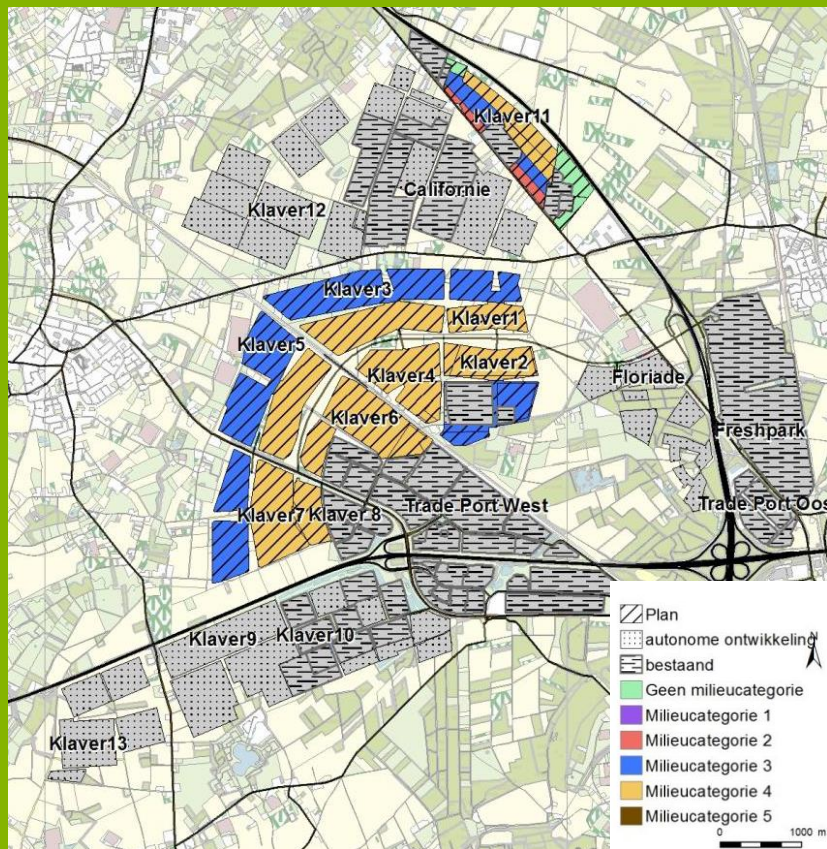 Klaver11
Californie
Klaver12
Klaver3
Klaver1
Klaver5
Klaver2
Klaver4
Floriade
Klaver6
Freshpark
Trade Port West
Trade Port Oos
Klaver7
Klaver 8
Klaver9
Klaver10
Klaver13
Plan
autonome ontwikkeling
N
bestaand
Geen milieucategorie
Milieucategorie 1
Milieucategorie 2
Milieucategorie 3
Milieucategorie 4
Milieucategorie 5
0 1000 m